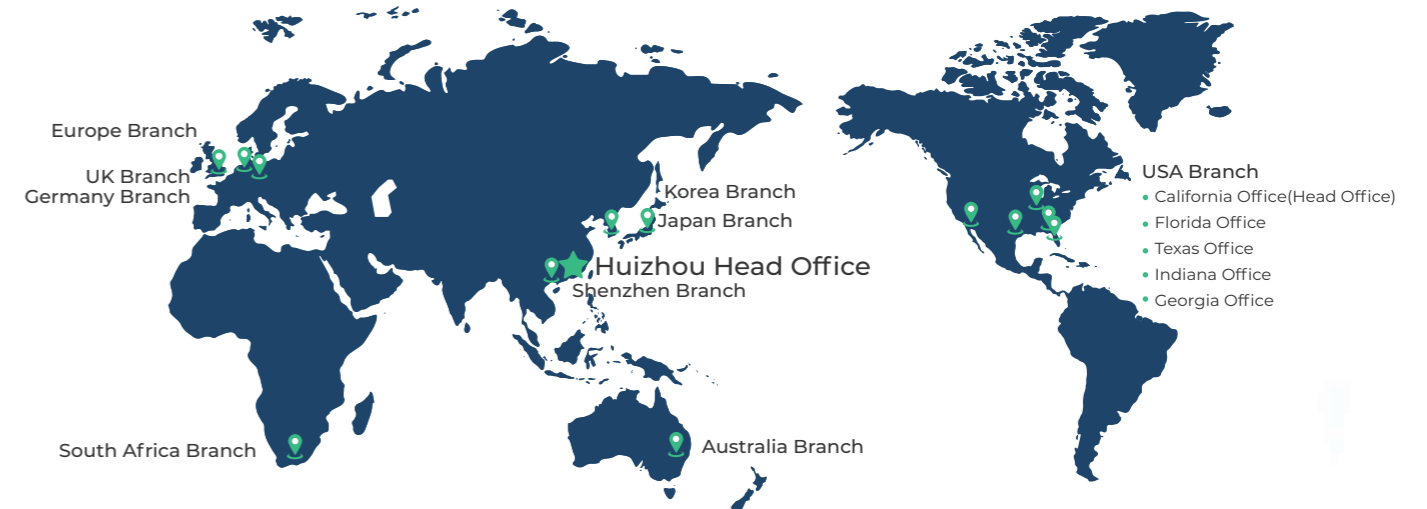 Europe Branch
UK Branch
Germany Branch
Korea Branch
Japan Branch
Huizhou Head Office
Shenzhen Branch
South Africa Branch
Australia Branch
USA Branch
• California Office(Head Office)
• Florida Office
• Texas Office
• Indiana Office
• Georgia Office